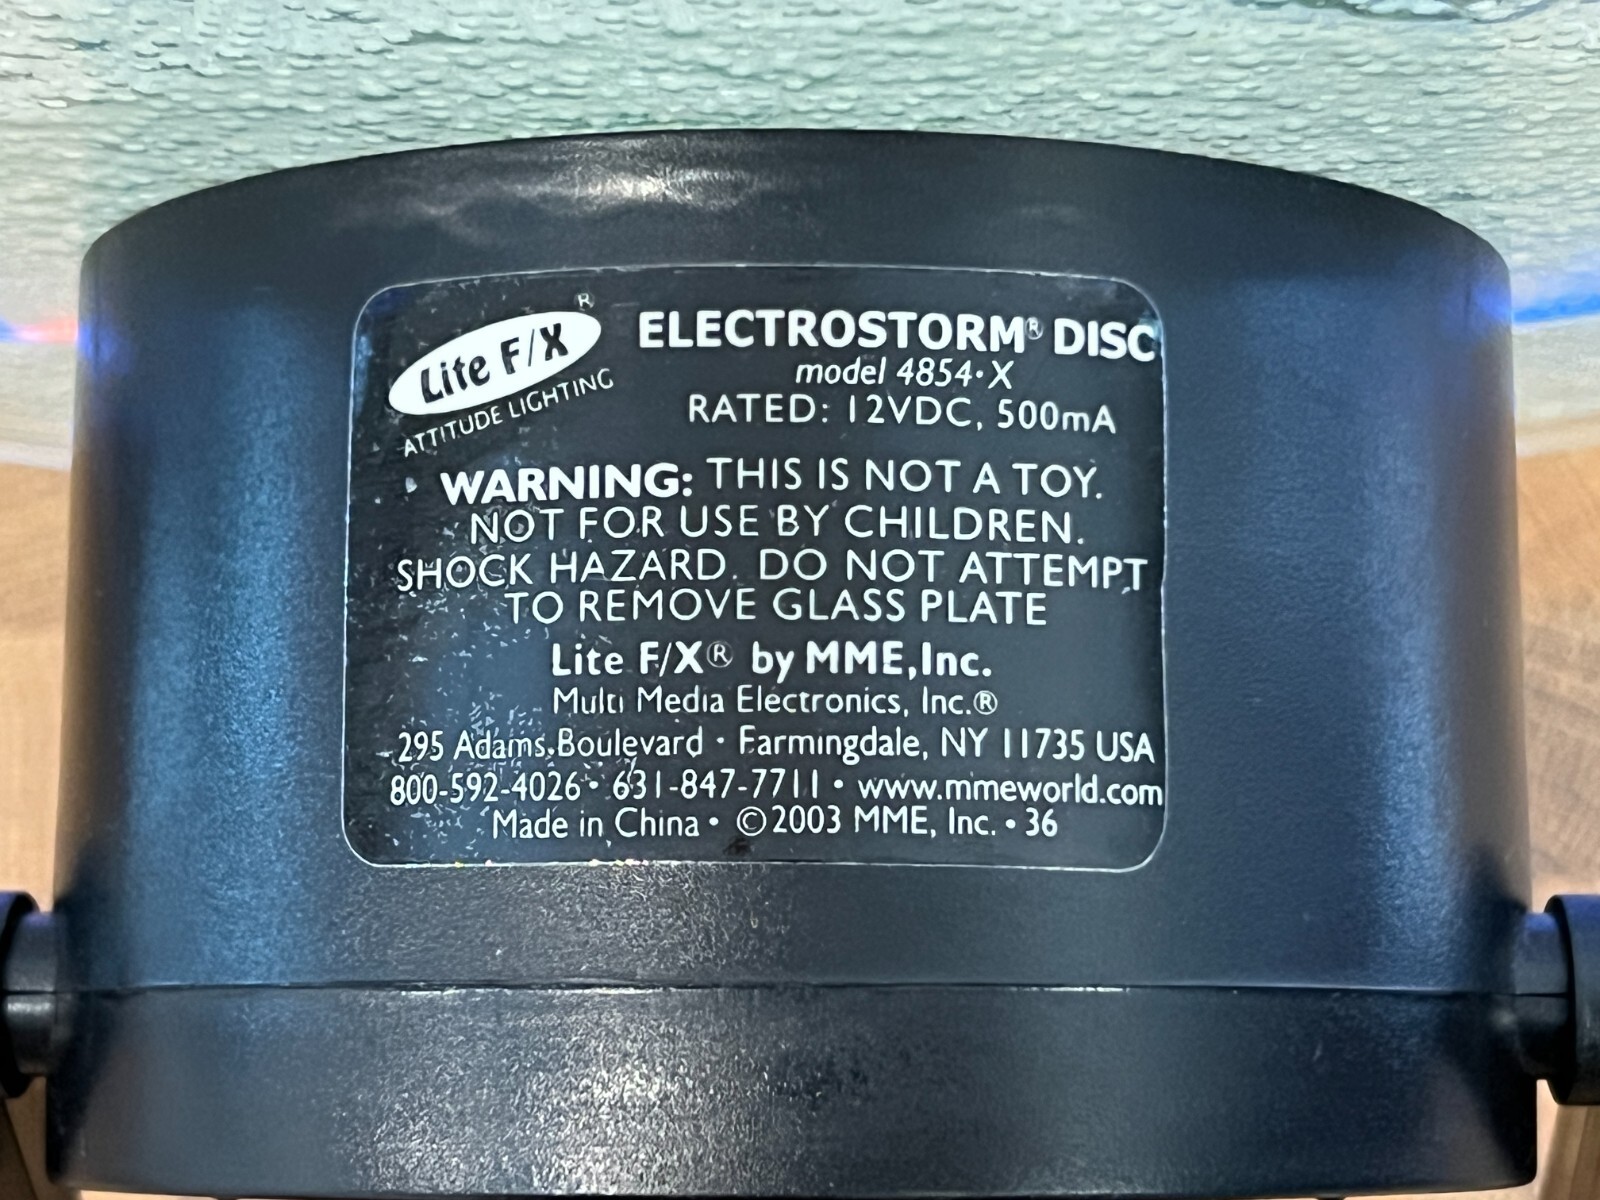 Lite F/X®
ATTITUDE LIGHTING
ELECTROSTORM® DISC
model 4854·X
RATED: 12VDC, 500mA
WARNING: THIS IS NOT A TOY.
NOT FOR USE BY CHILDREN.
SHOCK HAZARD. DO NOT ATTEMPT
TO REMOVE GLASS PLATE
Lite F/X® by MME,Inc.
Multi Media Electronics, Inc.®
295 Adams Boulevard · Farmingdale, NY 11735 USA
800-592-4026 · 631-847-7711 · www.mmeworld.com
Made in China · ©2003 MME, Inc. · 36